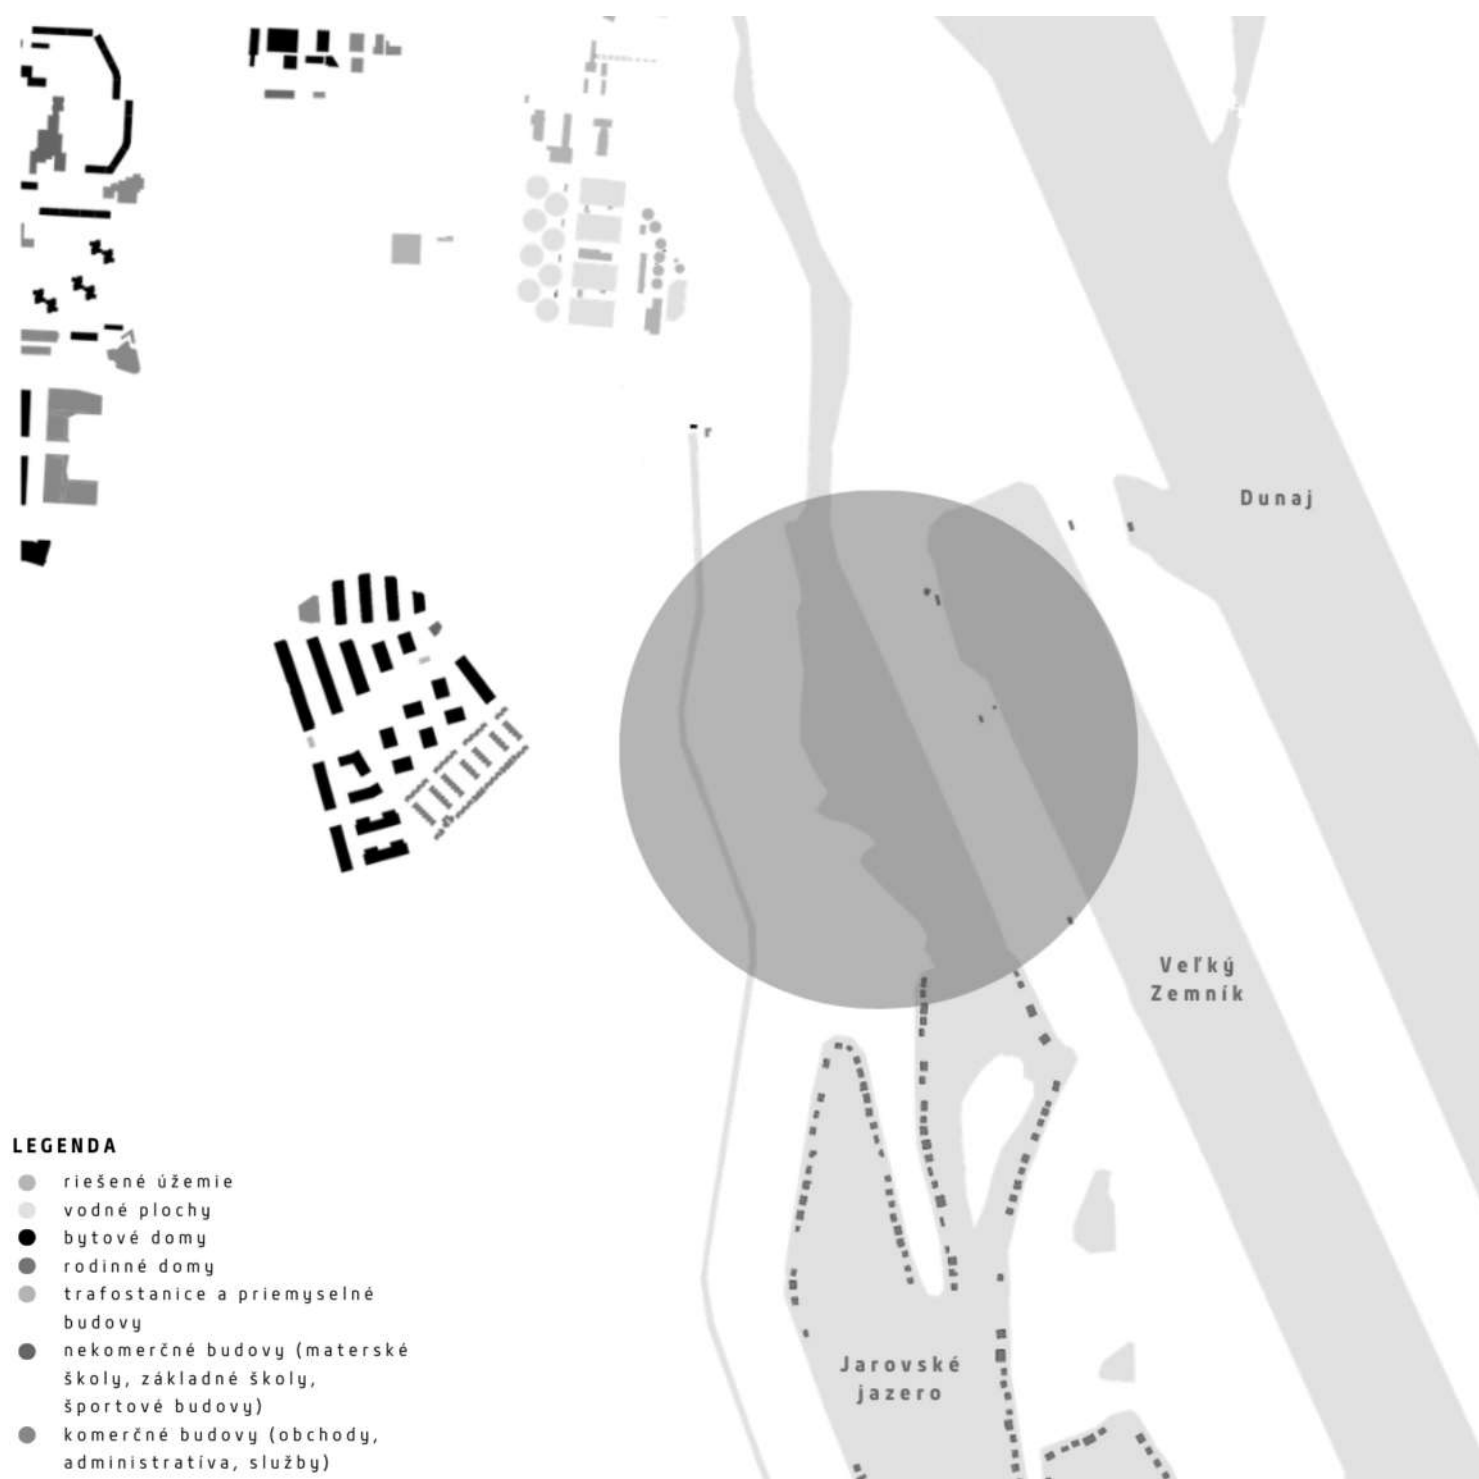 Dunaj
Veľký
Zemník
LEGENDA
riešené úžemie
vodné plochy
bytové domy
rodinné domy
trafostanice a priemyselné
budovy
nekomerčné budovy (materské
školy, základné školy,
športové budovy)
komerčné budovy (obchody,
administratíva, služby)
Jarovské
jazero